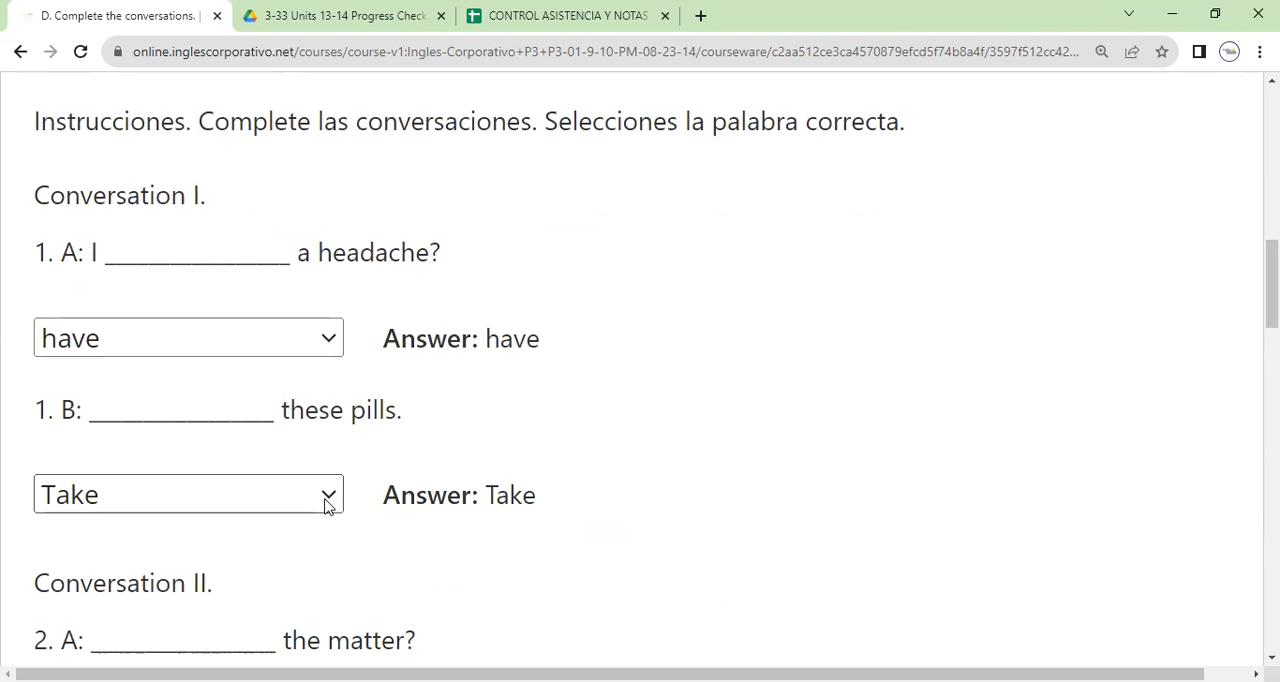 D. Complete the conversations. |
3-33 Units 13-14 Progress Check
CONTROL ASISTENCIA Y NOTAS
online.inglescorporativo.net/courses/course-v1:Ingles-Corporativo+P3+P3-01-9-10-PM-08-23-14/courseware/c2aa512ce3ca4570879efcd5f74b8a4f/3597f512cc42...
Instrucciones. Complete las conversaciones. Selecciones la palabra correcta.
Conversation I.
1. A: I ______________ a headache?
have
Answer: have
1. B: ______________ these pills.
Take
Answer: Take
Conversation II.
2. A: ______________ the matter?